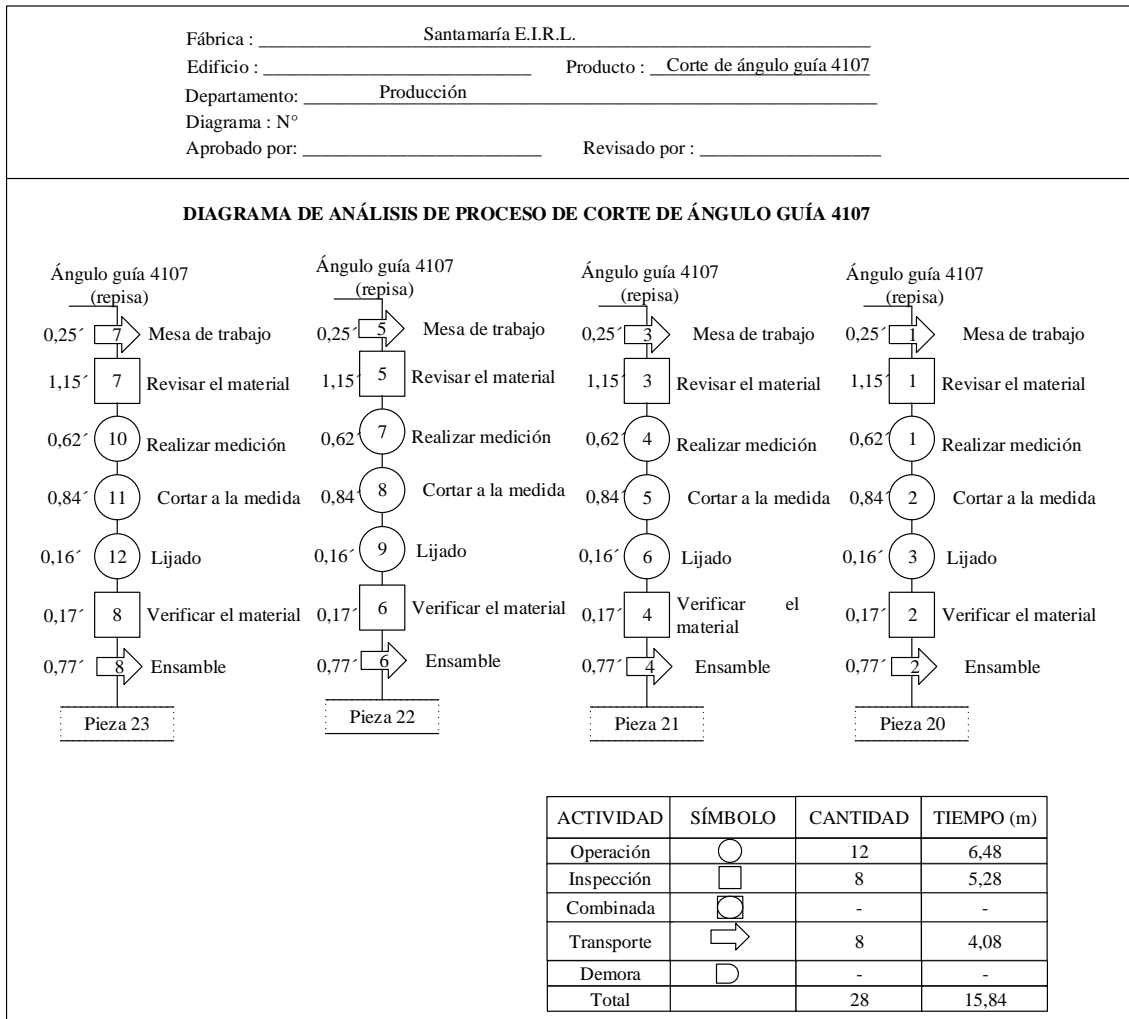 Fábrica : Santamaría E.I.R.L.
Edificio : Producto : Corte de ángulo guía 4107
Departamento: Producción
Diagrama : N°
Aprobado por: Revisado por :
DIAGRAMA DE ANÁLISIS DE PROCESO DE CORTE DE ÁNGULO GUÍA 4107
Ángulo guía 4107
(repisa)
0,25´ 7 Mesa de trabajo
1,15´ 7 Revisar el material
0,62´ 10 Realizar medición
0,84´ 11 Cortar a la medida
0,16´ 12 Lijado
0,17´ 8 Verificar el material
0,77´ 8 Ensamble
Pieza 23
Ángulo guía 4107
(repisa)
0,25´ 5 Mesa de trabajo
1,15´ 5 Revisar el material
0,62´ 7 Realizar medición
0,84´ 8 Cortar a la medida
0,16´ 9 Lijado
0,17´ 6 Verificar el material
0,77´ 6 Ensamble
Pieza 22
Ángulo guía 4107
(repisa)
0,25´ 3 Mesa de trabajo
1,15´ 3 Revisar el material
0,62´ 4 Realizar medición
0,84´ 5 Cortar a la medida
0,16´ 6 Lijado
0,17´ 4 Verificar el
material
0,77´ 4 Ensamble
Pieza 21
Ángulo guía 4107
(repisa)
0,25´ 1 Mesa de trabajo
1,15´ 1 Revisar el material
0,62´ 1 Realizar medición
0,84´ 2 Cortar a la medida
0,16´ 3 Lijado
0,17´ 2 Verificar el material
0,77´ 2 Ensamble
Pieza 20
ACTIVIDAD SÍMBOLO CANTIDAD TIEMPO (m)
Operación 12 6,48
Inspección 8 5,28
Combinada - -
Transporte 8 4,08
Demora - -
Total 28 15,84